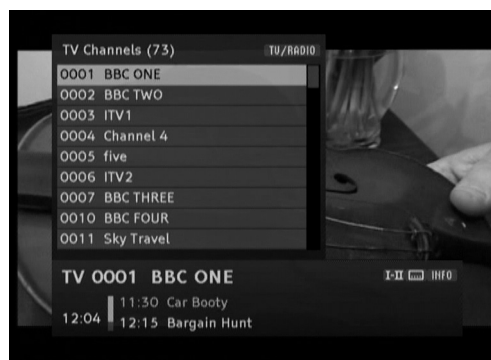 TV Channels (73) TV/RADIO
0001 BBC ONE
0002 BBC TWO
0003 ITV1
0004 Channel 4
0005 five
0006 ITV2
0007 BBC THREE
0010 BBC FOUR
0011 Sky Travel
TV 0001 BBC ONE I-II INFO
11:30 Car Booty
12:04 12:15 Bargain Hunt